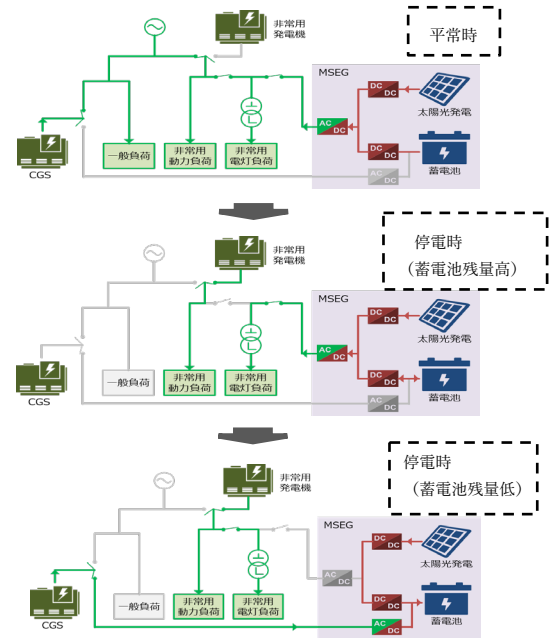 平常時
非常用
発電機
MSEG
DC
DC
太陽光発電
AC
DC
DC
DC
蓄電池
AC
DC
CGS
一般負荷
非常用
動力負荷
非常用
電灯負荷
停電時
（蓄電池残量高）
非常用
発電機
MSEG
DC
DC
太陽光発電
AC
DC
DC
DC
蓄電池
AC
DC
CGS
一般負荷
非常用
動力負荷
非常用
電灯負荷
停電時
（蓄電池残量低）
非常用
発電機
MSEG
DC
DC
太陽光発電
AC
DC
DC
DC
蓄電池
AC
DC
CGS
一般負荷
非常用
動力負荷
非常用
電灯負荷